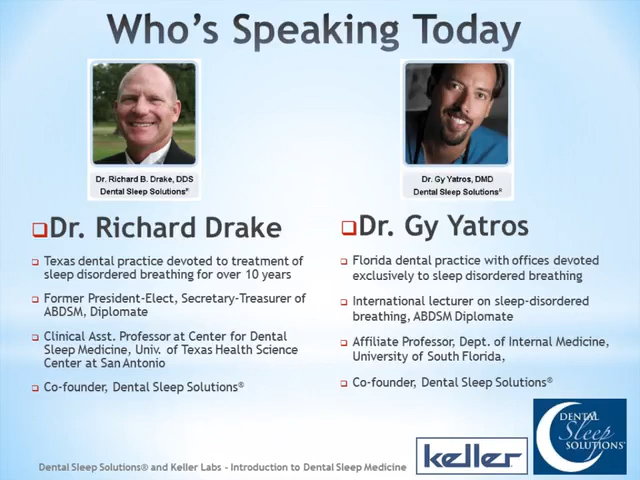 Who's Speaking Today
Dr. Richard B. Drake, DDS
Dental Sleep Solutions®
Dr. Gy Yatros, DMD
Dental Sleep Solutions®
Dr. Richard Drake
Texas dental practice devoted to treatment of
sleep disordered breathing for over 10 years
Former President-Elect, Secretary-Treasurer of
ABDSM, Diplomate
Clinical Asst. Professor at Center for Dental
Sleep Medicine, Univ. of Texas Health Science
Center at San Antonio
Co-founder, Dental Sleep Solutions®
Dr. Gy Yatros
Florida dental practice with offices devoted
exclusively to sleep disordered breathing
International lecturer on sleep-disordered
breathing, ABDSM Diplomate
Affiliate Professor, Dept. of Internal Medicine,
University of South Florida,
Co-founder, Dental Sleep Solutions®
keller
DENTAL
Sleep
SOLUTIONS
Dental Sleep Solutions® and Keller Labs - Introduction to Dental Sleep Medicine